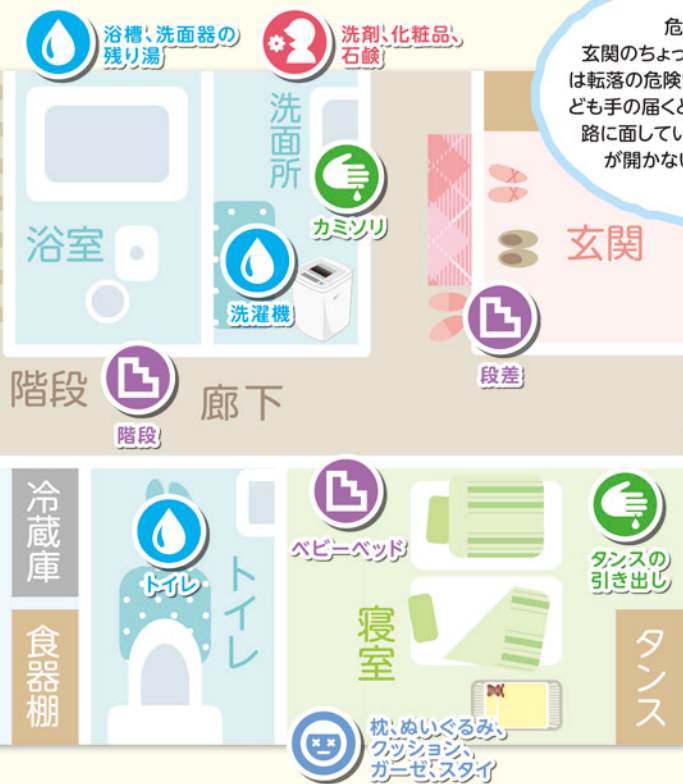 浴槽、洗面器の
残り湯
洗剤、化粧品、
石鹸
危
玄関のちょっ
は転落の危険
ども手の届くと
路に面してい
が開かない
洗面所
カミソリ
浴室
洗濯機
玄関
段差
階段
階段
廊下
冷蔵庫
食器棚
トイレ
トイレ
ベビーベッド
寝室
タンスの
引き出し
タンス
枕、ぬいぐるみ、
クッション、
ガーゼ、スタイ